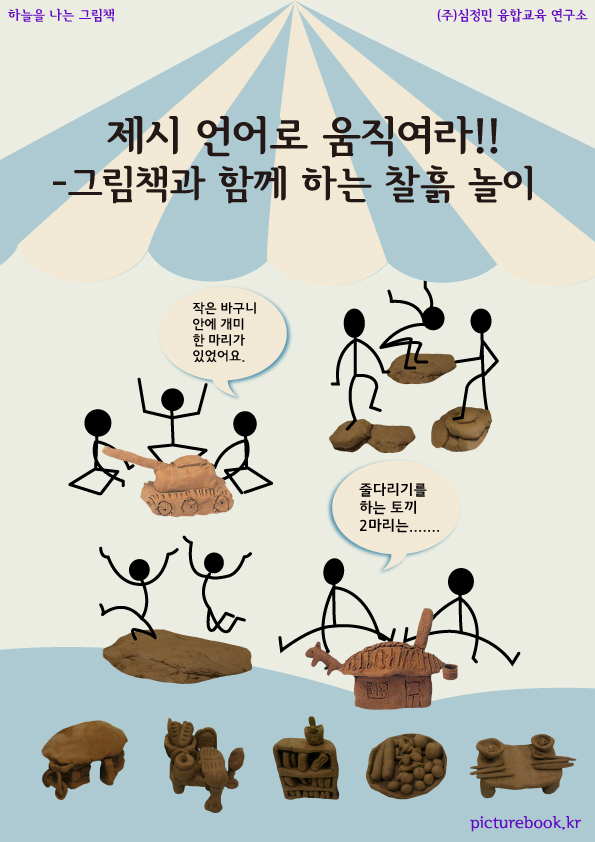 하늘을 나는 그림책
(주)심정민 융합교육 연구소
제시 언어로 움직여라!!
-그림책과 함께 하는 찰흙 놀이
작은 바구니
안에 개미
한 마리가
있었어요.
줄다리기를
하는 토끼
2마리는.......
picturebook.kr